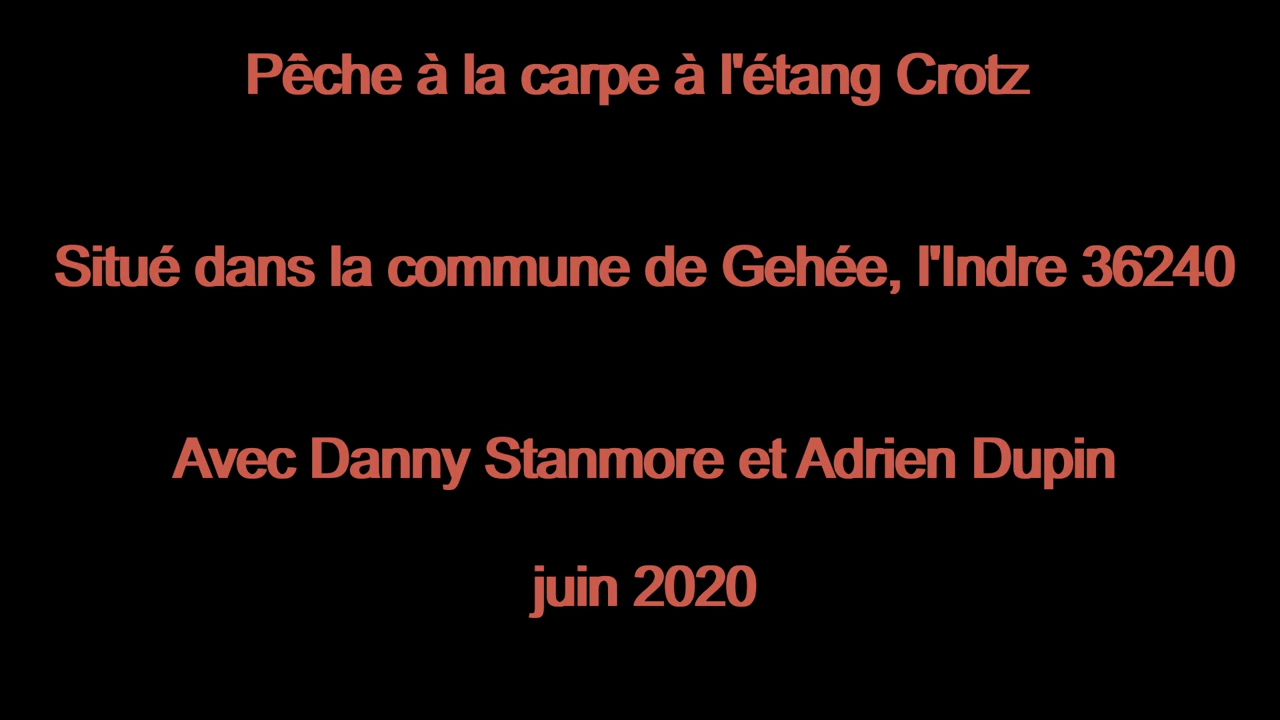 Pêche à la carpe à l'étang Crotz
Situé dans la commune de Gehée, l'Indre 36240
Avec Danny Stanmore et Adrien Dupin
juin 2020